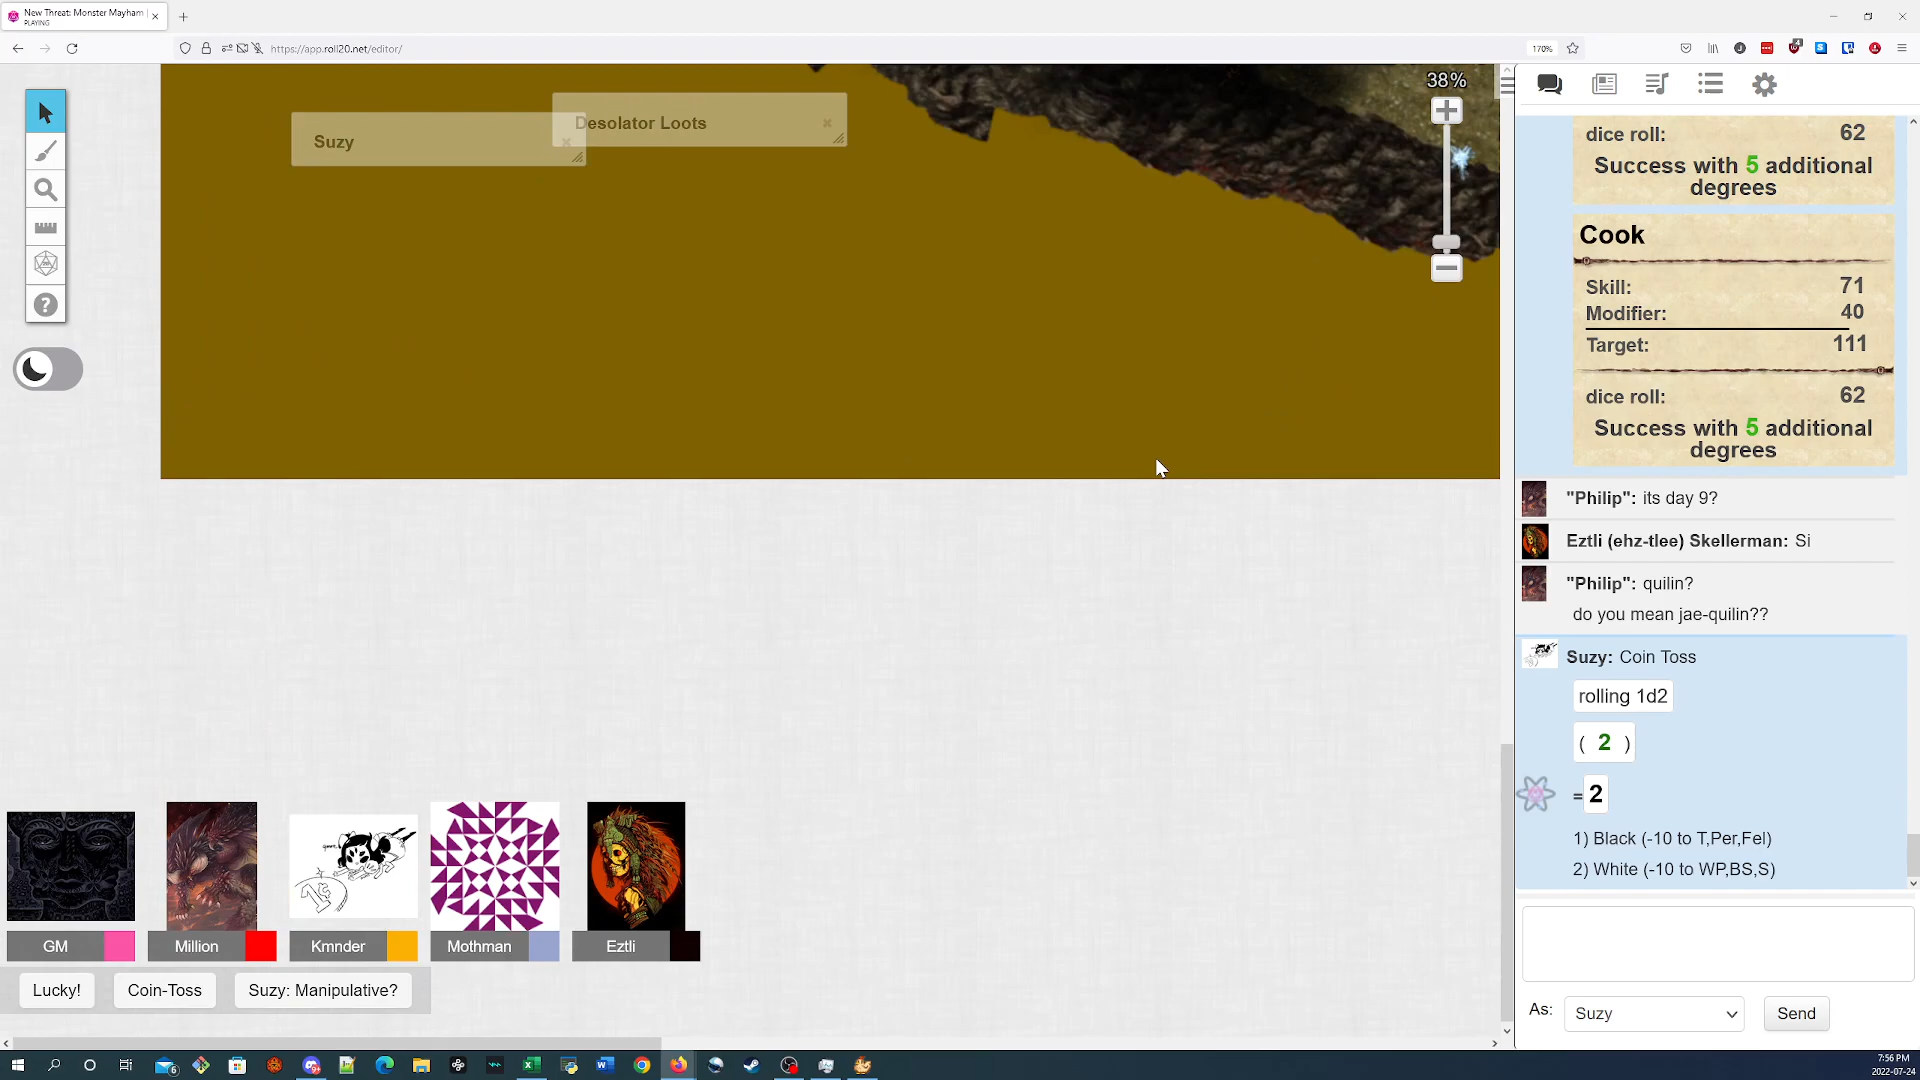 New Threat: Monster Mayham
PLAYING
https://app.roll20.net/editor/
170%
4
38%
Suzy
Desolator Loots
dice roll: 62
Success with 5 additional
degrees
Cook
Skill: 71
Modifier: 40
Target: 111
dice roll: 62
Success with 5 additional
degrees
"Philip": its day 9?
Eztli (ehz-tlee) Skellerman: Si
"Philip": quilin?
do you mean jae-quilin??
Suzy: Coin Toss
rolling 1d2
( 2 )
=2
1) Black (-10 to T,Per,Fel)
2) White (-10 to WP,BS,S)
GM
Million
Kmnder
Mothman
Eztli
Lucky!
Coin-Toss
Suzy: Manipulative?
As: Suzy
Send
6
7:56 PM
2022-07-24